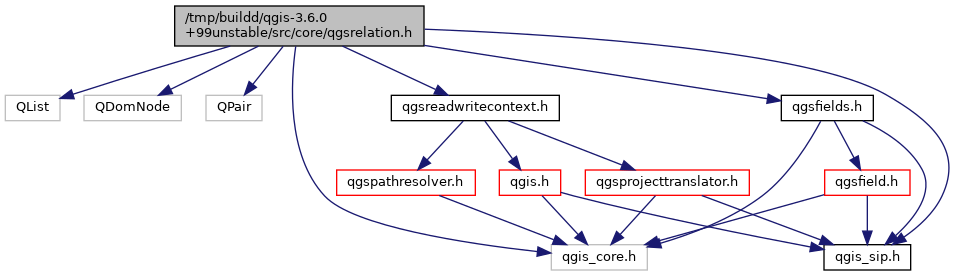 /tmp/buildd/qgis-3.6.0
+99unstable/src/core/qgsrelation.h
QList
QDomNode
QPair
qgsreadwritecontext.h
qgsfields.h
qgspathresolver.h
qgis.h
qgsprojecttranslator.h
qgsfield.h
qgis_core.h
qgis_sip.h